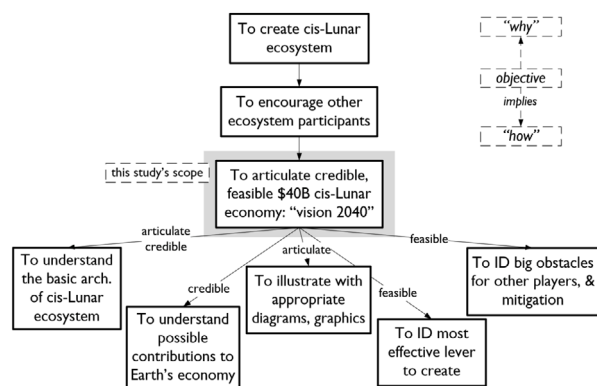 To create cis-Lunar
ecosystem
"why"
objective
implies
"how"
To encourage other
ecosystem participants
this study's scope
To articulate credible,
feasible $40B cis-Lunar
economy: "vision 2040"
articulate
credible
credible
articulate
feasible
feasible
To understand
the basic arch.
of cis-Lunar
ecosystem
To understand
possible
contributions to
Earth's economy
To illustrate with
appropriate
diagrams, graphics
To ID most
effective lever
to create
To ID big obstacles
for other players, &
mitigation